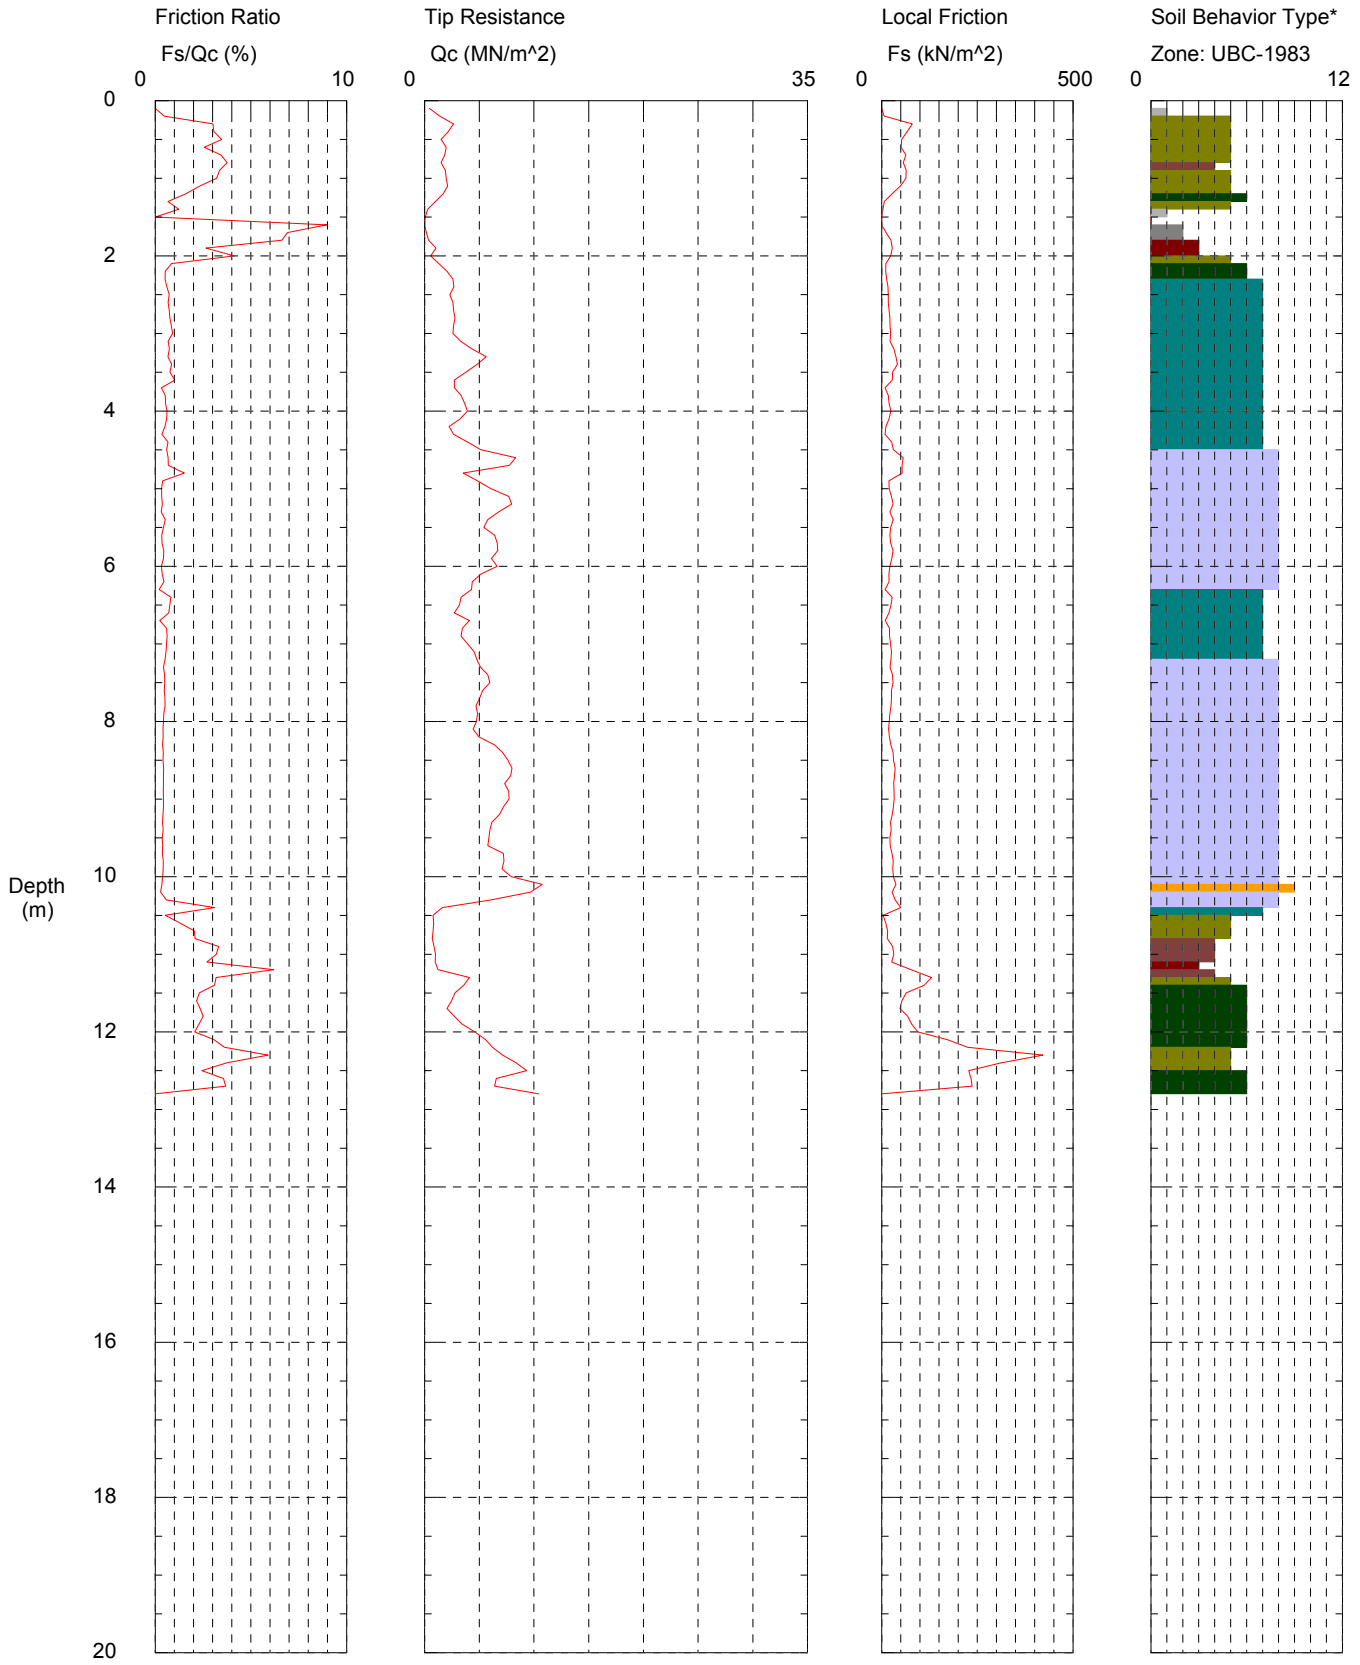 Friction Ratio Tip Resistance Local Friction Soil Behavior Type*
Fs/Qc (%) Qc (MN/m^2) Fs (kN/m^2) Zone: UBC-1983
0 10 0 35 0 500 0 12
0
2
4
6
8
10
Depth
(m)
12
14
16
18
20